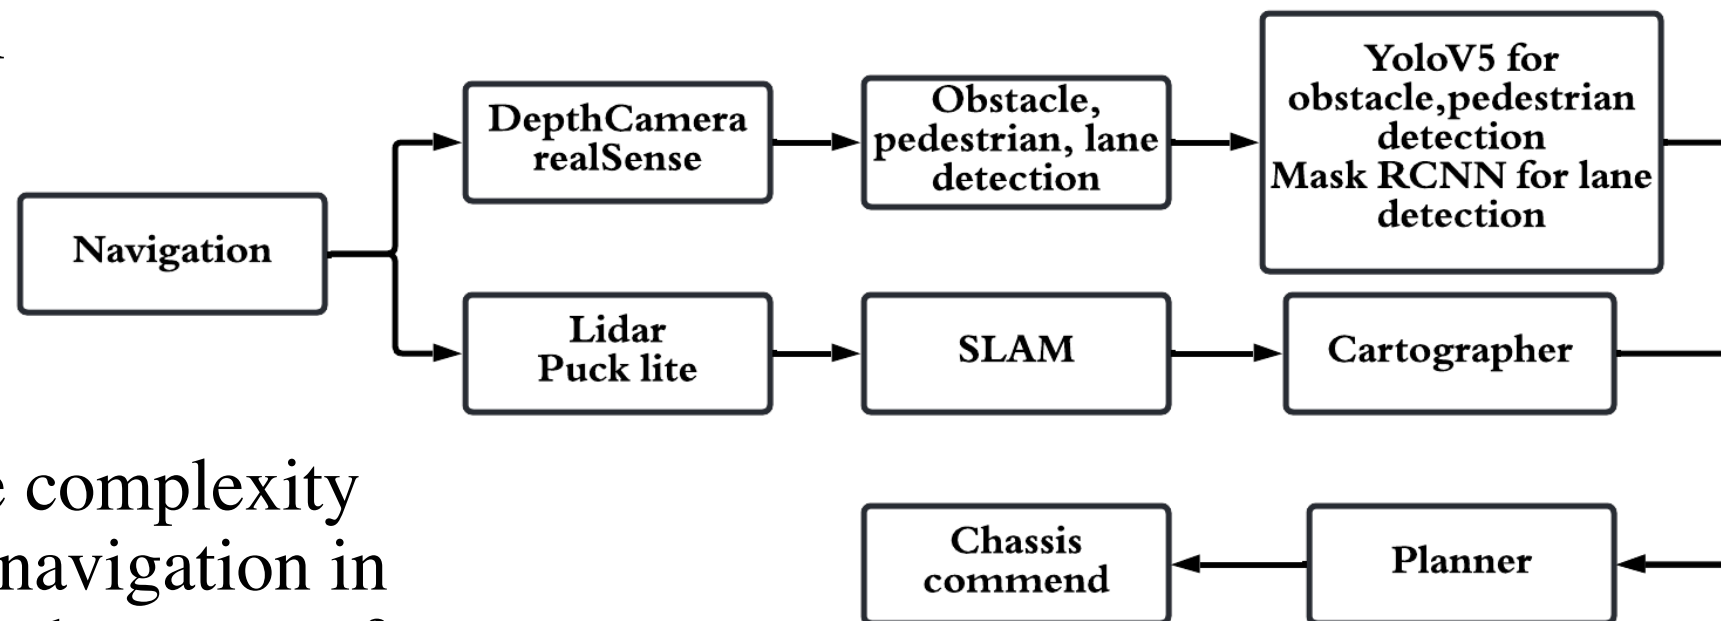 Navigation
DepthCamera
realSense
Obstacle,
pedestrian, lane
detection
YoloV5 for
obstacle,pedestrian
detection
Mask RCNN for lane
detection
Lidar
Puck lite
SLAM
Cartographer
Planner
Chassis
commend
complexity
navigation in